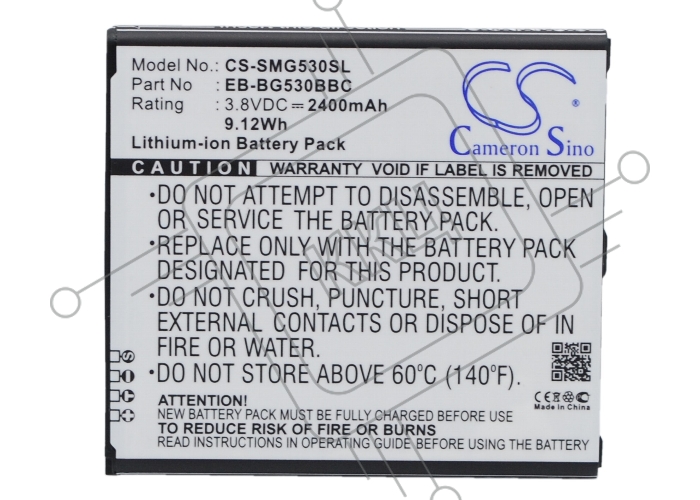 Model No.: CS-SMG530SL
Part No : EB-BG530BBC
Rating : 3.8VDC ⎓ 2400mAh
9.12Wh
Lithium-ion Battery Pack
CS
®
Cameron Sino
CAUTION WARRANTY VOID IF LABEL IS REMOVED
•DO NOT ATTEMPT TO DISASSEMBLE, OPEN
OR SERVICE THE BATTERY PACK.
•REPLACE ONLY WITH THE BATTERY PACK
DESIGNATED FOR THIS PRODUCT.
•DO NOT CRUSH, PUNCTURE, SHORT
EXTERNAL CONTACTS OR DISPOSE OF IN
FIRE OR WATER.
•DO NOT STORE ABOVE 60°C (140°F).
CE
Made in China
ATTENTION!
NEW BATTERY PACK MUST BE FULLY CHARGED BEFORE
USE TO REDUCE RISK OF FIRE OR BURNS
READ INSTRUCTIONS IN OPERATING GUIDE BEFORE USING BATTERY
ККЦ